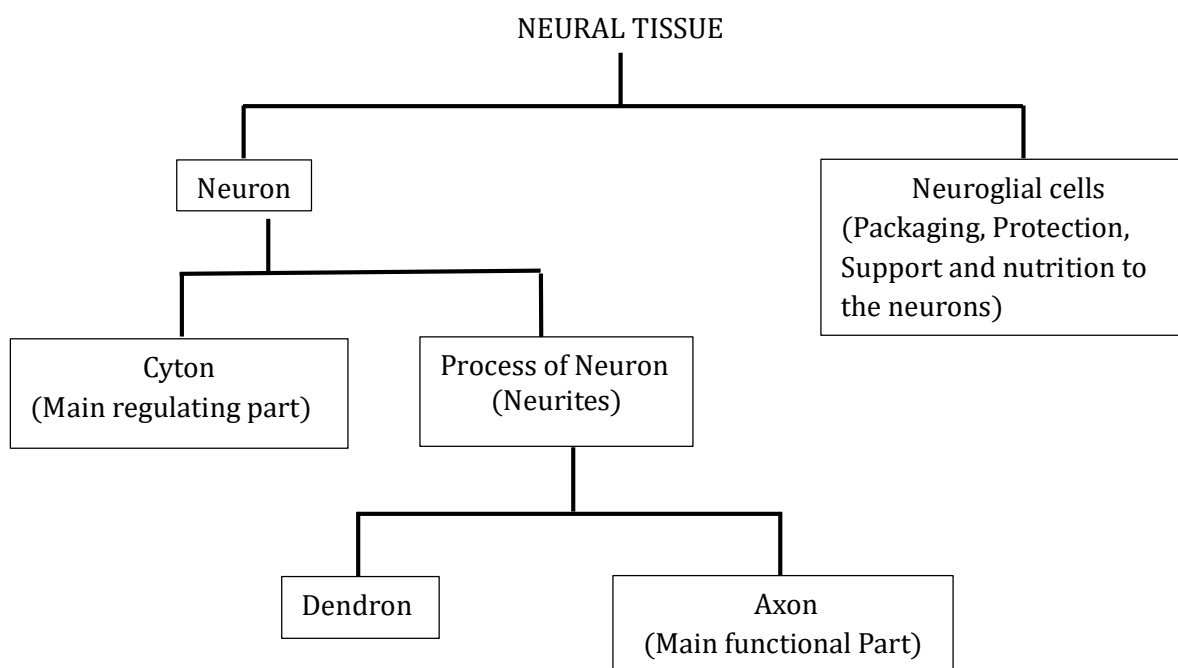 NEURAL TISSUE
Neuron
Neuroglial cells
(Packaging, Protection,
Support and nutrition to
the neurons)
Cyton
(Main regulating part)
Process of Neuron
(Neurites)
Dendron
Axon
(Main functional Part)